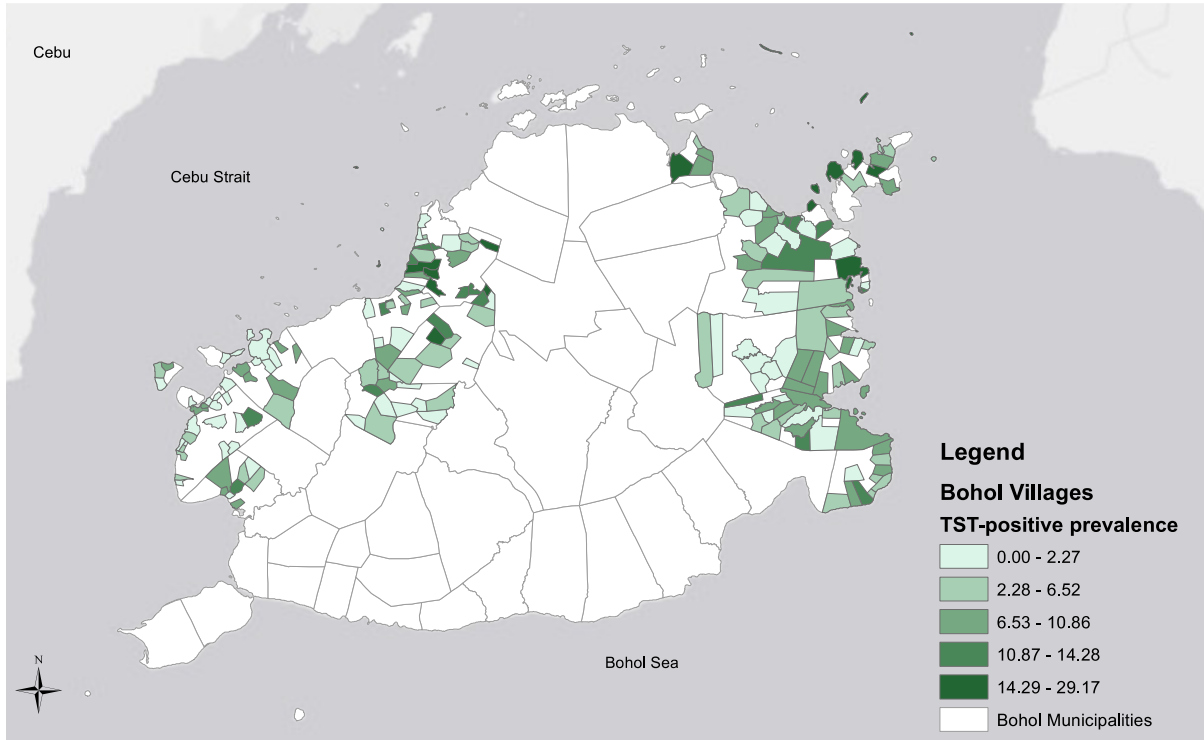 Cebu
Cebu Strait
Legend
Bohol Villages
TST-positive prevalence
0.00 - 2.27
2.28 - 6.52
6.53 - 10.86
10.87 - 14.28
14.29 - 29.17
Bohol Municipalities
Bohol Sea
N